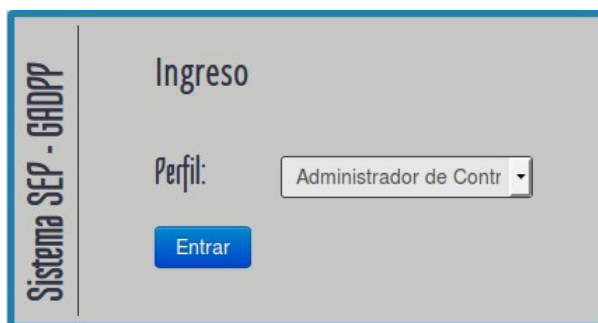 Sistema SEP - GADPP
Ingreso
Perfil:
Administrador de Contr
Entrar